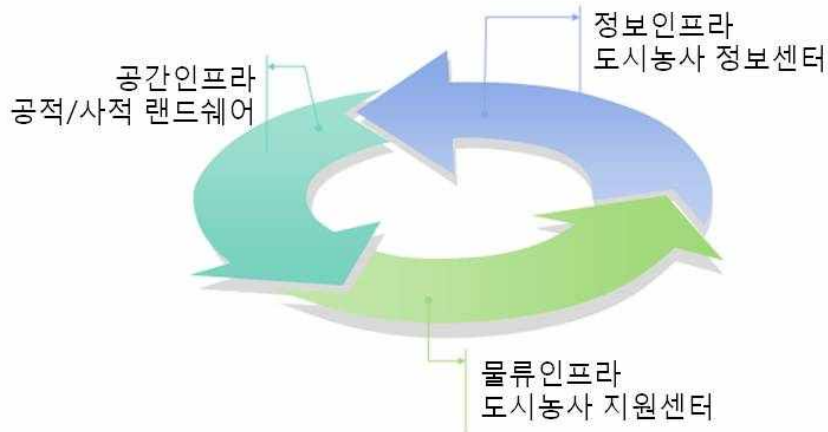 정보인프라
도시농사 정보센터
공간인프라
공적/사적 랜드쉐어
물류인프라
도시농사 지원센터